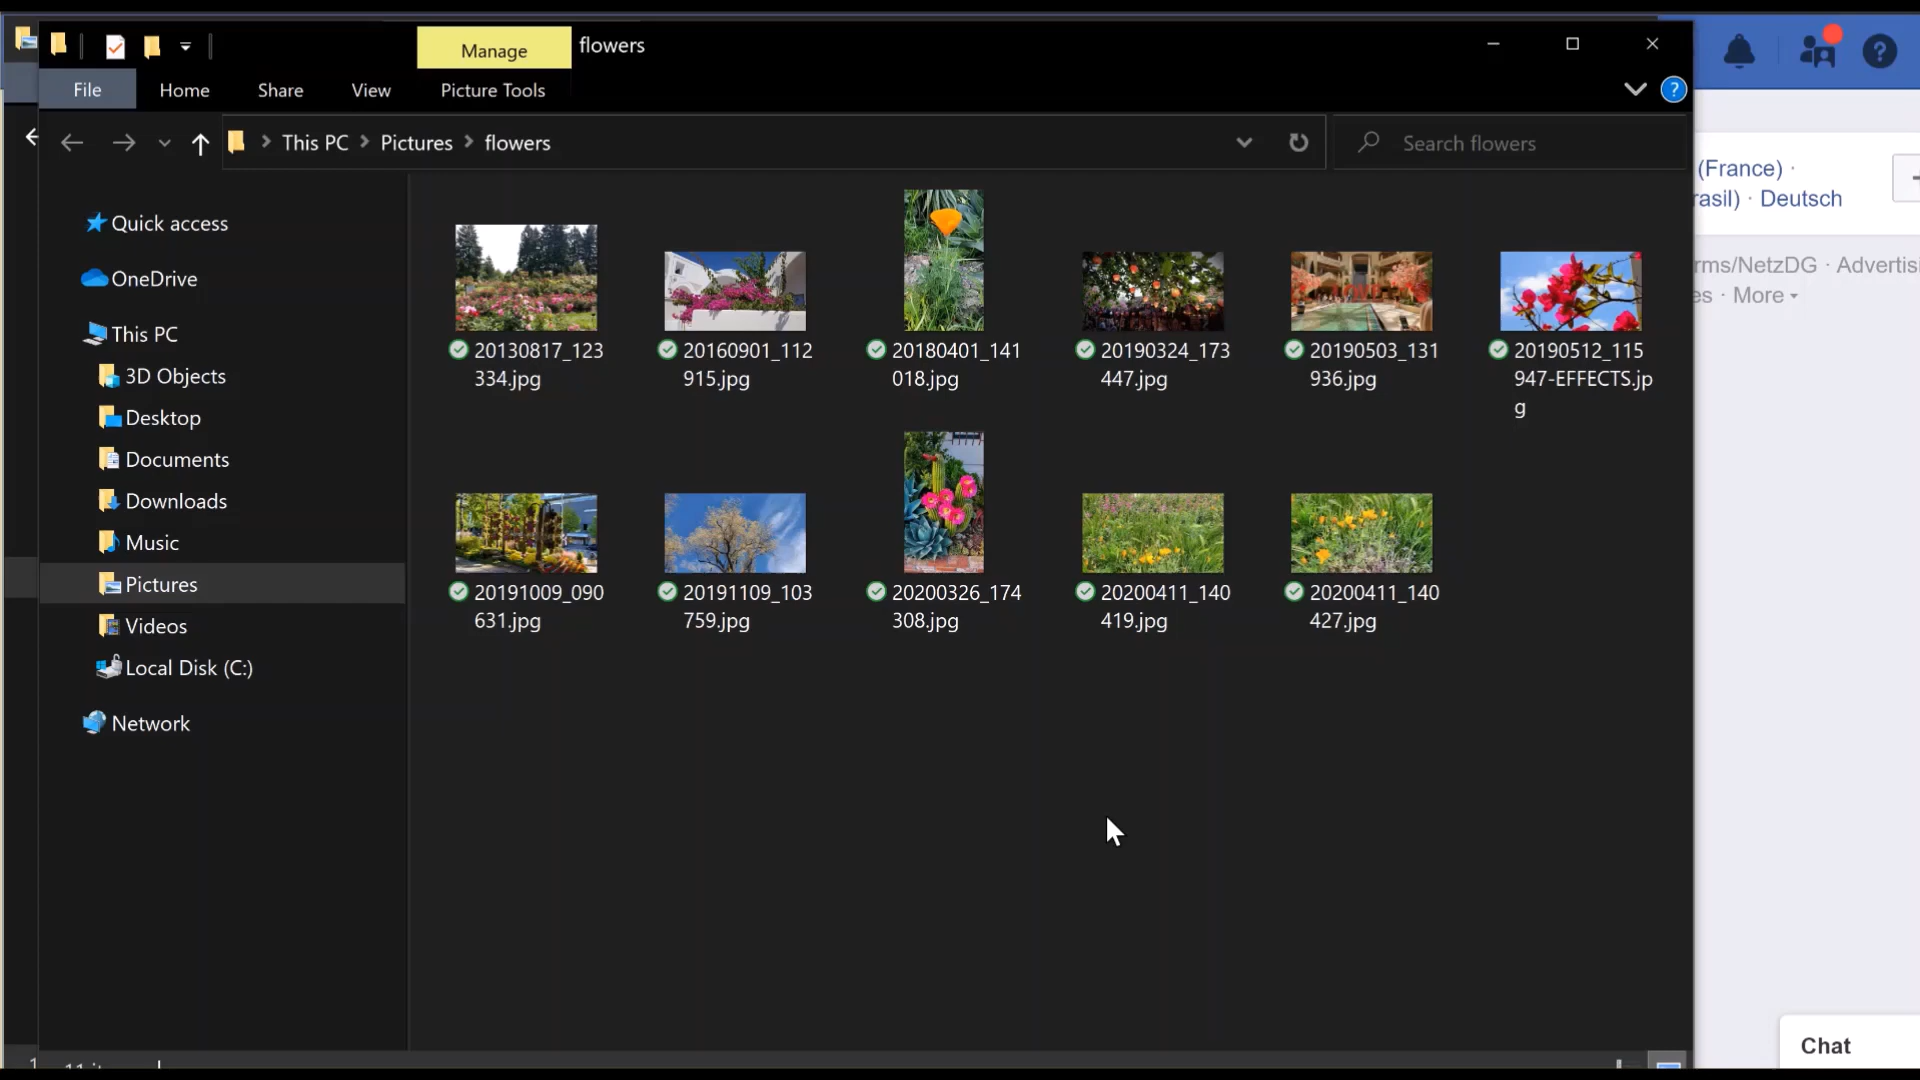 Manage
flowers
File
Home
Share
View
Picture Tools
This PC
Pictures
flowers
Search flowers
Quick access
OneDrive
This PC
3D Objects
Desktop
Documents
Downloads
Music
Pictures
Videos
Local Disk (C:)
Network
20130817_123
334.jpg
20160901_112
915.jpg
20180401_141
018.jpg
20190324_173
447.jpg
20190503_131
936.jpg
20190512_115
947-EFFECTS.jp
g
20191009_090
631.jpg
20191109_103
759.jpg
20200326_174
308.jpg
20200411_140
419.jpg
20200411_140
427.jpg
(France) ·
rasil) · Deutsch
rms/NetzDG · Advertisi
es · More
Chat